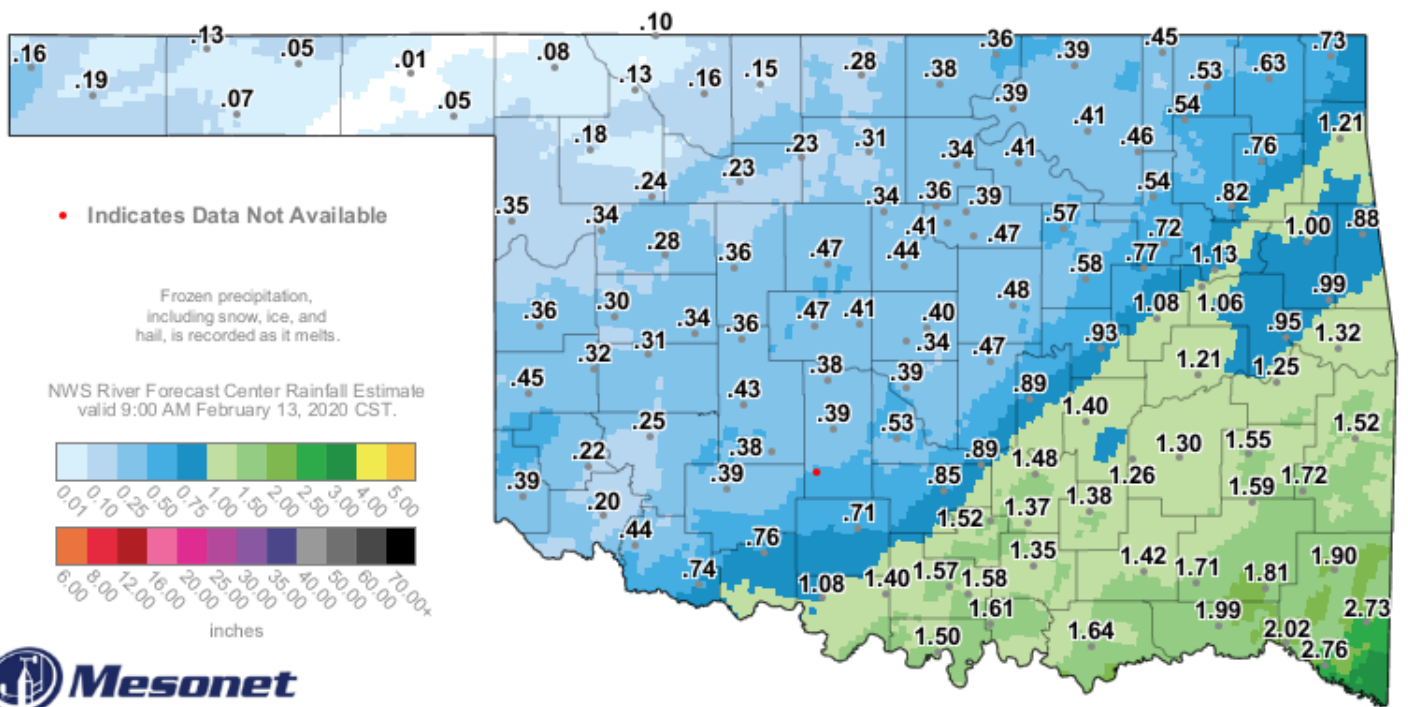 .10
.16 .13 .05 .01 .08 .13 .16 .15 .28 .38 .36 .39 .45 .53 .63 .73
.19 .07 .05 .39 .54
.18 .23 .23 .31 .34 .41 .41 .46 .76 1.21
.35 .24 .34 .34 .36 .39 .54 .82
• Indicates Data Not Available
.28 .36 .47 .41 .44 .47 .57 .72 .77 1.13 1.00 .88
.58
Frozen precipitation,
including snow, ice, and
hail, is recorded as it melts.
.36 .30 .34 .36 .47 .41 .40 .48 1.08 1.06 .99
.32 .31 .34 .47 .93 .95 1.32
NWS River Forecast Center Rainfall Estimate
valid 9:00 AM February 13, 2020 CST.
.45 .43 .38 .39 .89 1.21 1.25
.25 .38 .39 .53 1.40 1.30 1.55 1.52
.22 .39 .89 1.48 1.26 1.72
0.01 0.10 0.25 0.50 0.75 1.00 1.50 2.00 2.50 3.00 4.00 5.00
.39 .20 .85 1.37 1.38 1.59
.44 .76 .71 1.52 1.35 1.42 1.90
6.00 8.00 12.00 16.00 20.00 25.00 30.00 35.00 40.00 50.00 60.00 70.00+
inches
.74 1.08 1.40 1.57 1.58 1.71 1.81
1.50 1.61 1.64 1.99 2.02 2.73
2.76
Mesonet